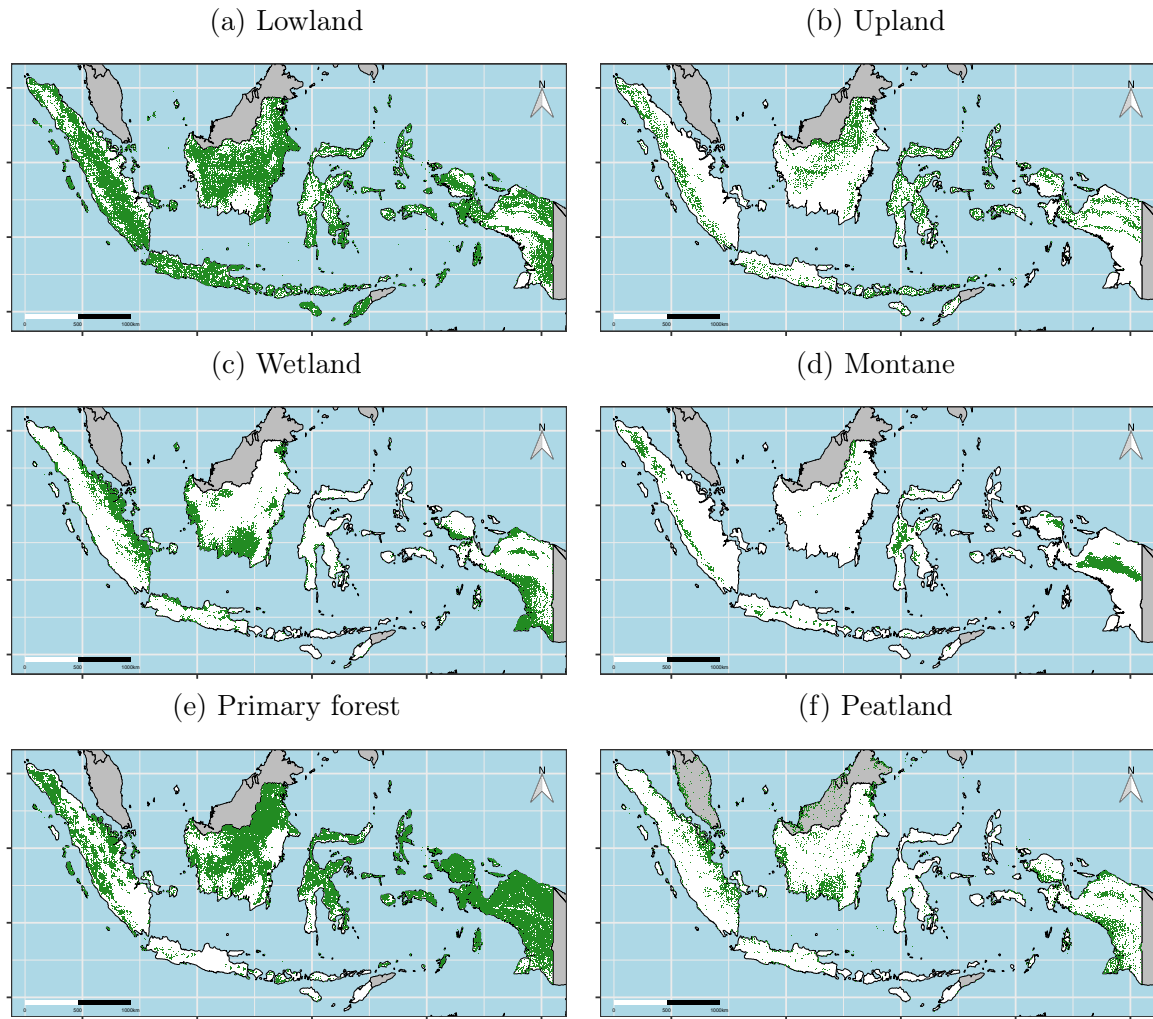 (a) Lowland
(b) Upland
N
N
0 500 1000km
0 500 1000km
(c) Wetland
(d) Montane
N
N
0 500 1000km
0 500 1000km
(e) Primary forest
(f) Peatland
N
N
0 500 1000km
0 500 1000km